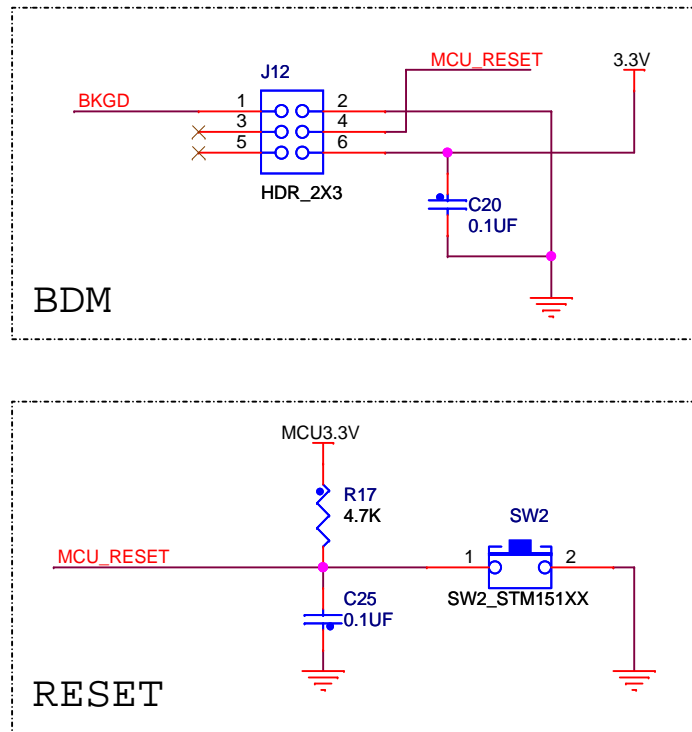 MCU_RESET
3.3V
J12
BKGD
1
2
3
4
5
6
HDR_2X3
C20
0.1UF
BDM
MCU3.3V
R17
4.7K
SW2
MCU_RESET
1
2
C25
0.1UF
SW2_STM151XX
RESET